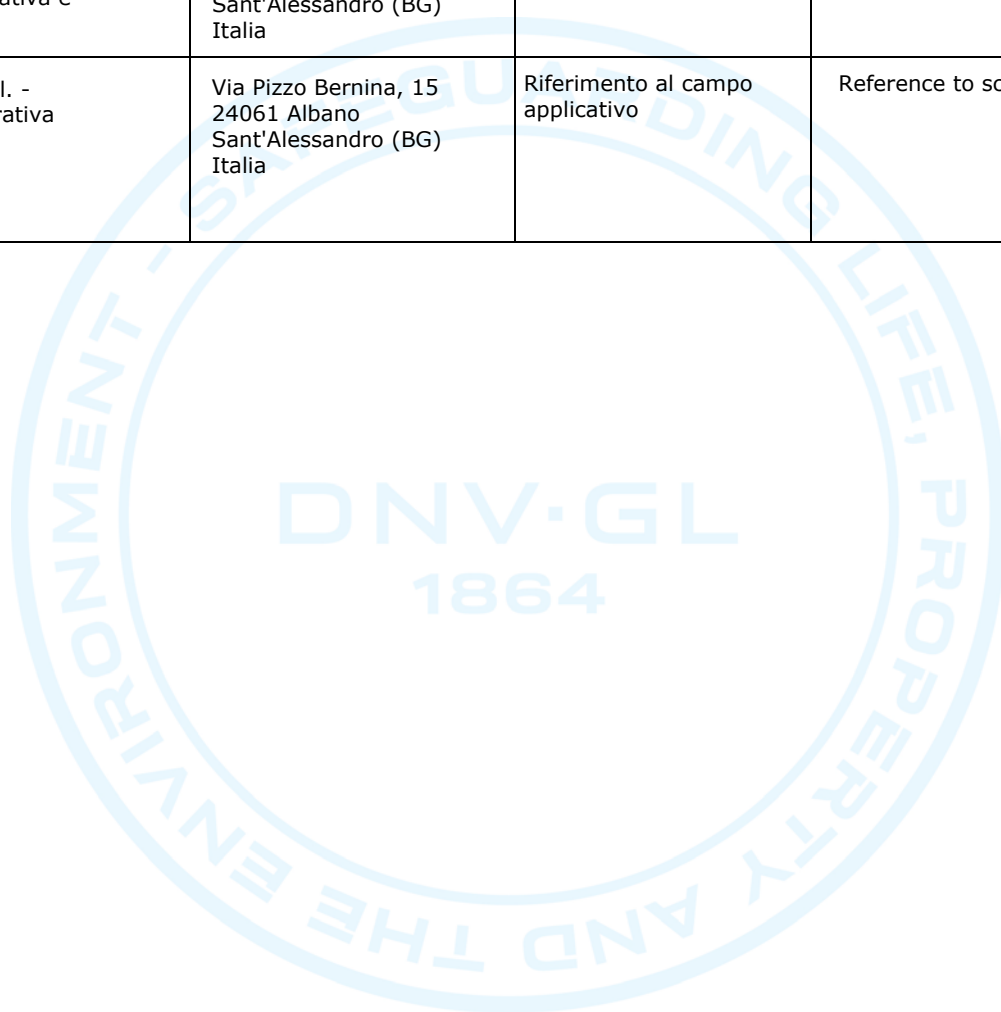 ativa e
Sant'Alessandro (BG)
Italia
l. -
rativa
Via Pizzo Bernina, 15
24061 Albano
Sant'Alessandro (BG)
Italia
Riferimento al campo
applicativo
Reference to sc
SAFEGUARDING LIFE, PROPERTY AND THE ENVIRONMENT -
DNV·GL
1864